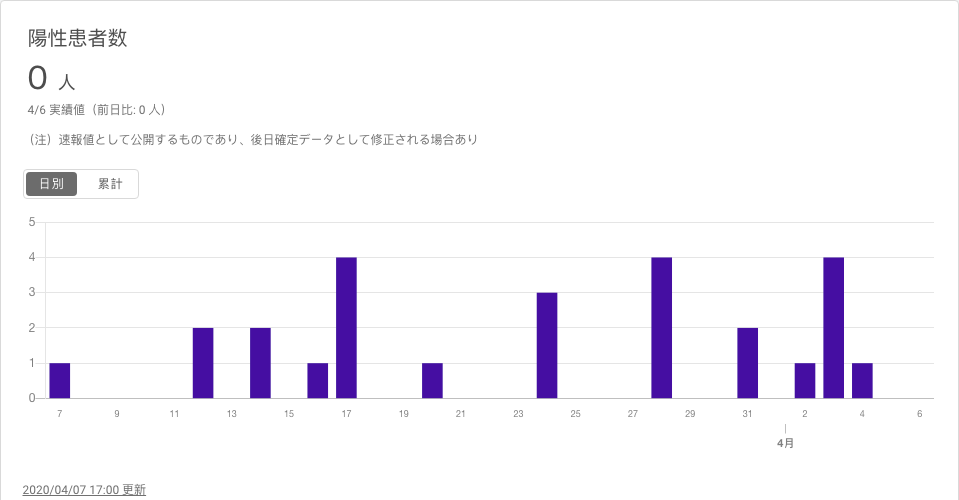 陽性患者数
0 人
4/6 実績値（前日比: 0 人）
（注）速報値として公開するものであり、後日確定データとして修正される場合あり
日別 累計
5
4
3
2
1
0
7 9 11 13 15 17 19 21 23 25 27 29 31 2 4 6
4月
2020/04/07 17:00 更新